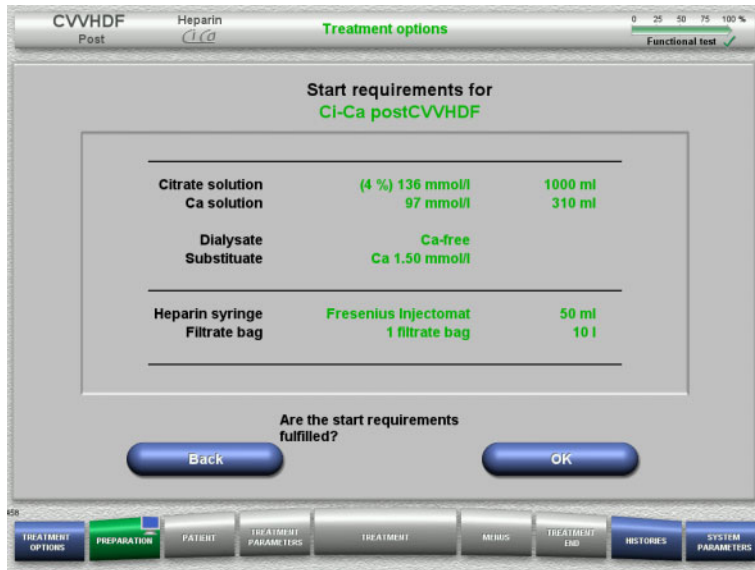 CVVHDF
Post
Heparin
CiCa
Treatment options
0 25 50 75 100 %
Functional test
Start requirements for
Ci-Ca postCVVHDF
Citrate solution (4 %) 136 mmol/l 1000 ml
Ca solution 97 mmol/l 310 ml
Dialysate Ca-free
Substituate Ca 1.50 mmol/l
Heparin syringe Fresenius Injectomat 50 ml
Filtrate bag 1 filtrate bag 10 l
Are the start requirements
fulfilled?
Back OK
TREATMENT
OPTIONS
PREPARATION
PATIENT
TREATMENT
PARAMETERS
TREATMENT
MENUS
TREATMENT
END
HISTORIES
SYSTEM
PARAMETERS